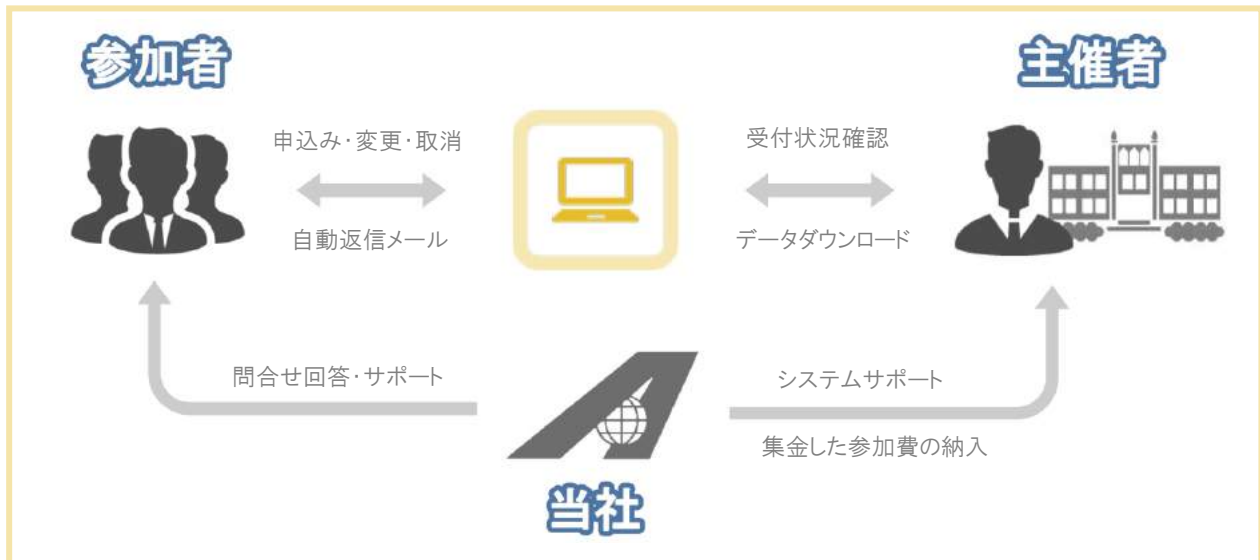 参加者
主催者
申込み・変更・取消
受付状況確認
自動返信メール
データダウンロード
問合せ回答・サポート
システムサポート
集金した参加費の納入
当社